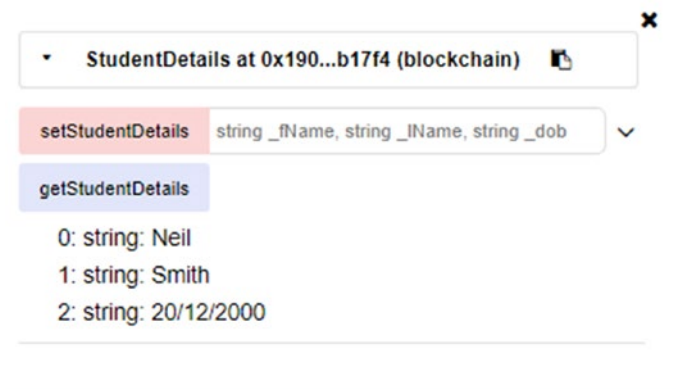 StudentDetails at 0x190...b17f4 (blockchain)
setStudentDetails string _fName, string _lName, string _dob
getStudentDetails
0: string: Neil
1: string: Smith
2: string: 20/12/2000